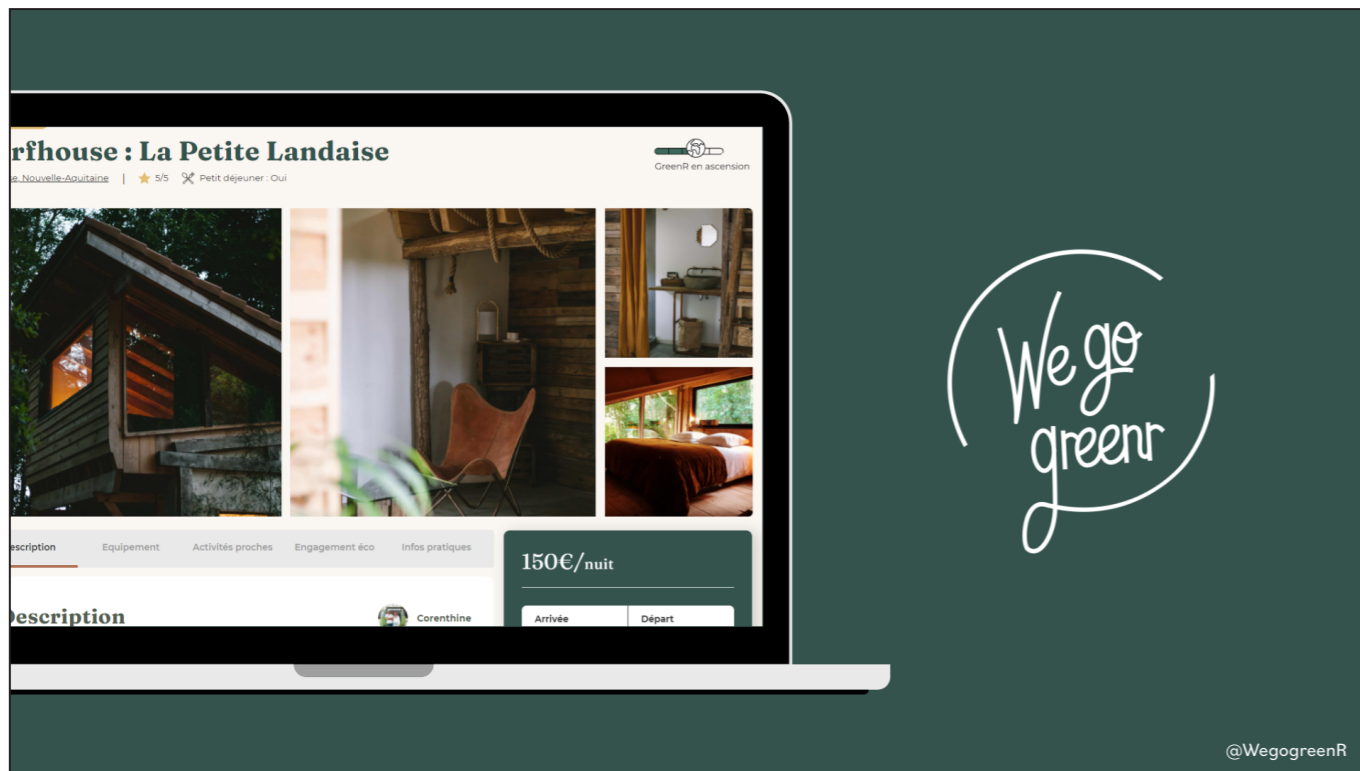 rfhouse : La Petite Landaise
se, Nouvelle-Aquitaine | 5/5 Petit déjeuner : Oui
GreenR en ascension
escription Equipement Activités proches Engagement éco Infos pratiques
150€/nuit
Description
Corenthine
Arrivée Départ
We go
greenr
@WegogreenR